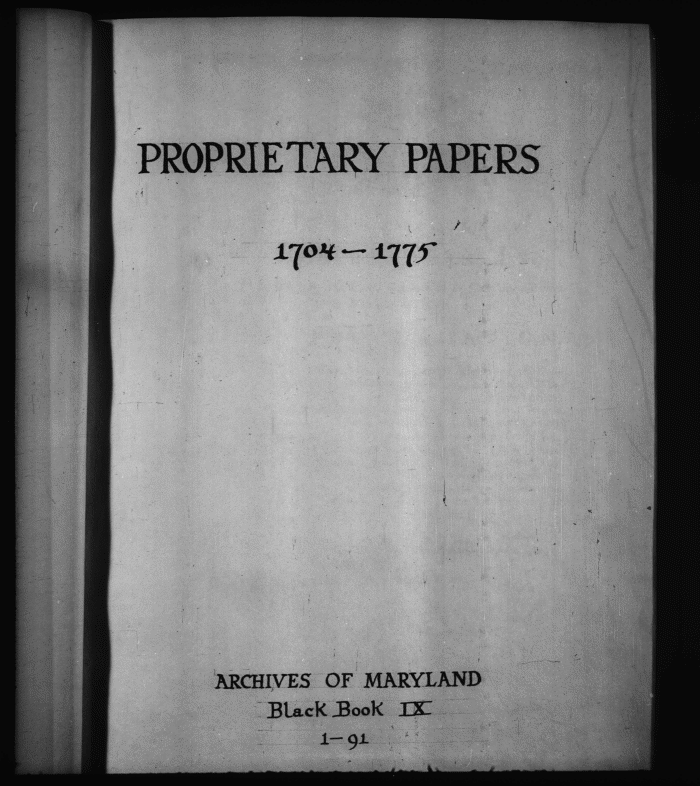 PROPRIETARY PAPERS
1704 — 1775
ARCHIVES OF MARYLAND
Black Book IX
1 — 91